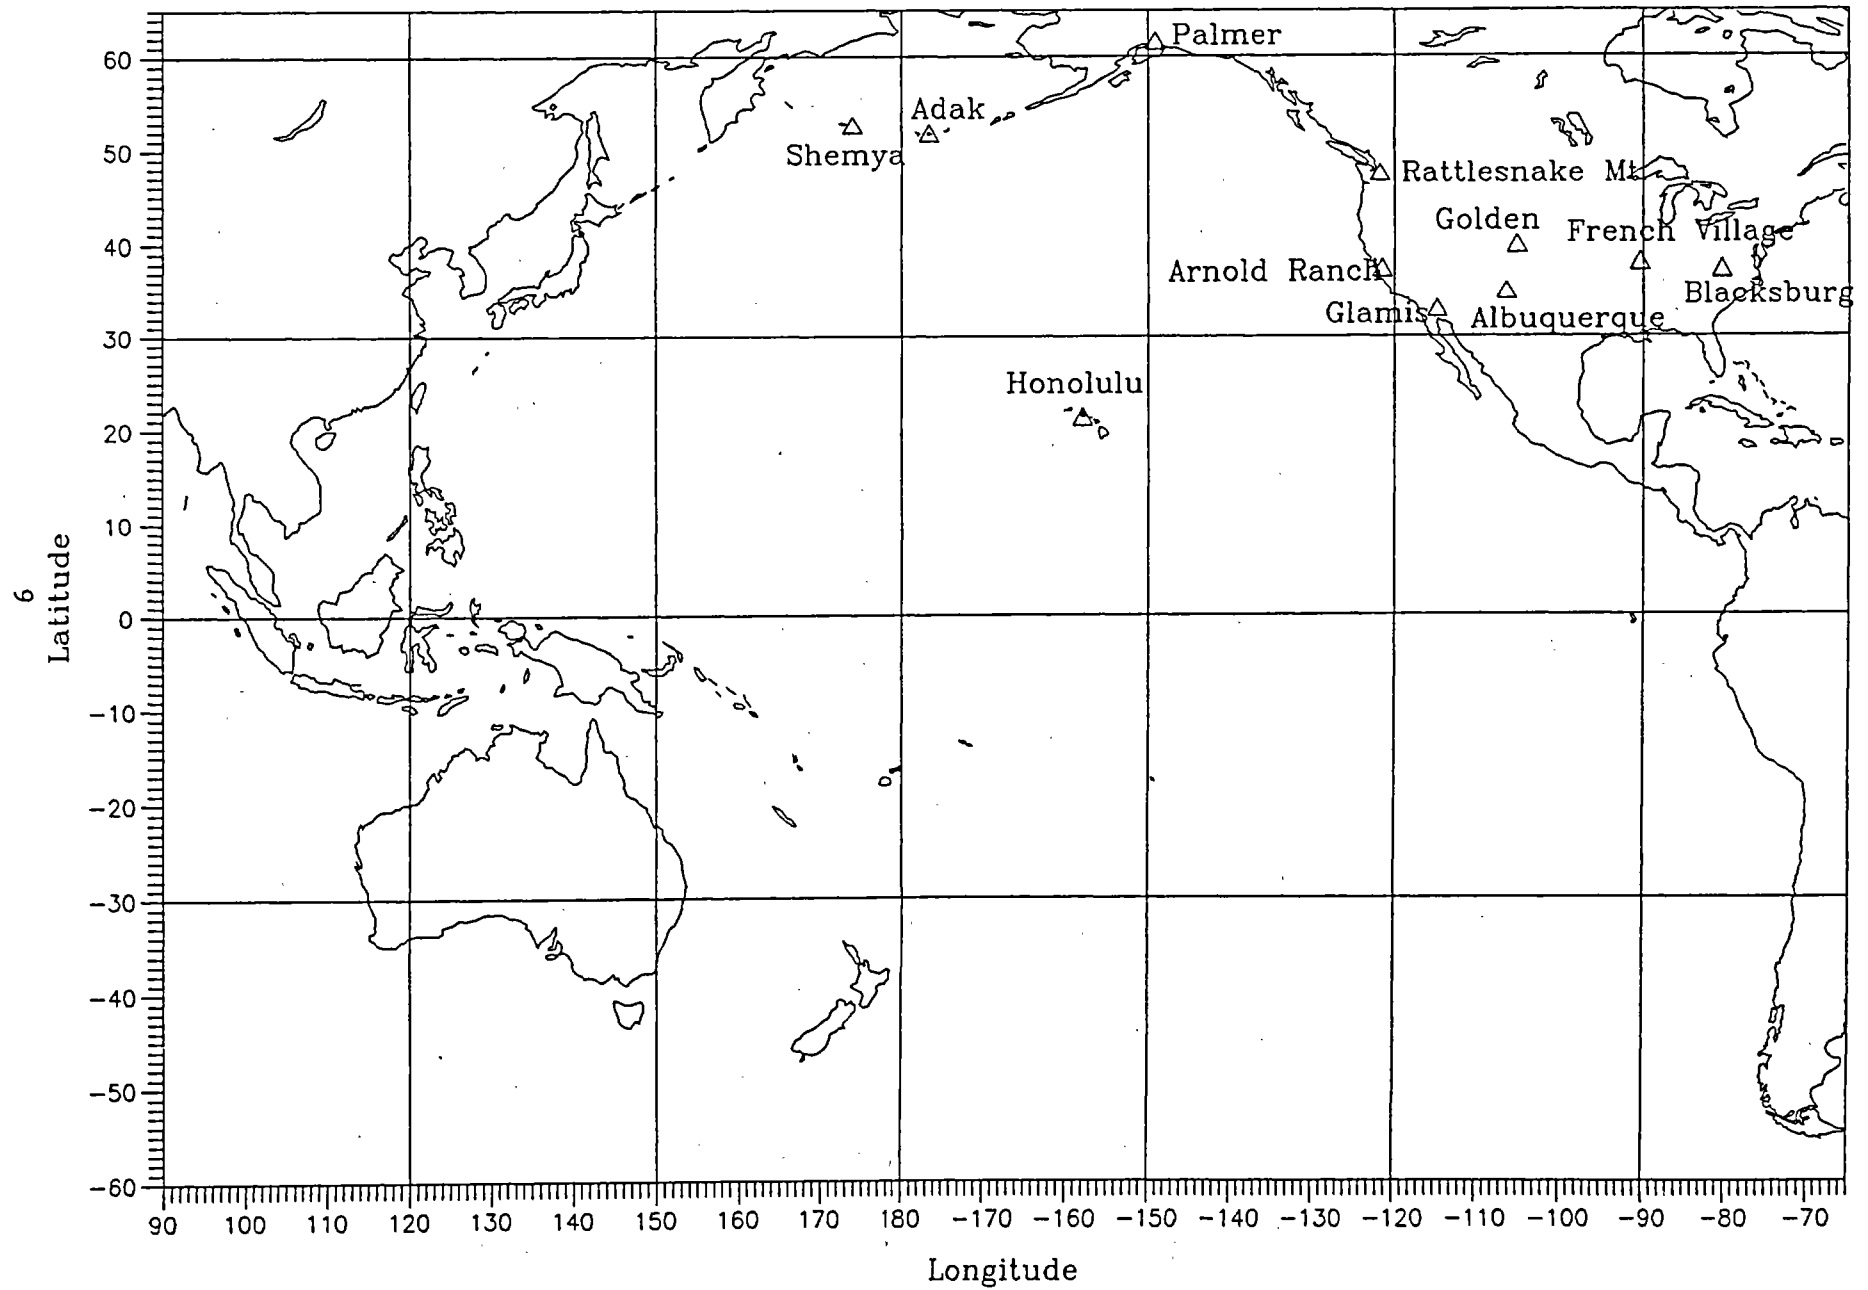 Palmer
Adak
Shemya
Rattlesnake Mt
Golden
French Village
Arnold Ranch
Blacksburg
Glamis
Albuquerque
Honolulu
60
50
40
30
20
10
0
-10
-20
-30
-40
-50
-60
6
Latitude
90 100 110 120 130 140 150 160 170 180 -170 -160 -150 -140 -130 -120 -110 -100 -90 -80 -70
Longitude